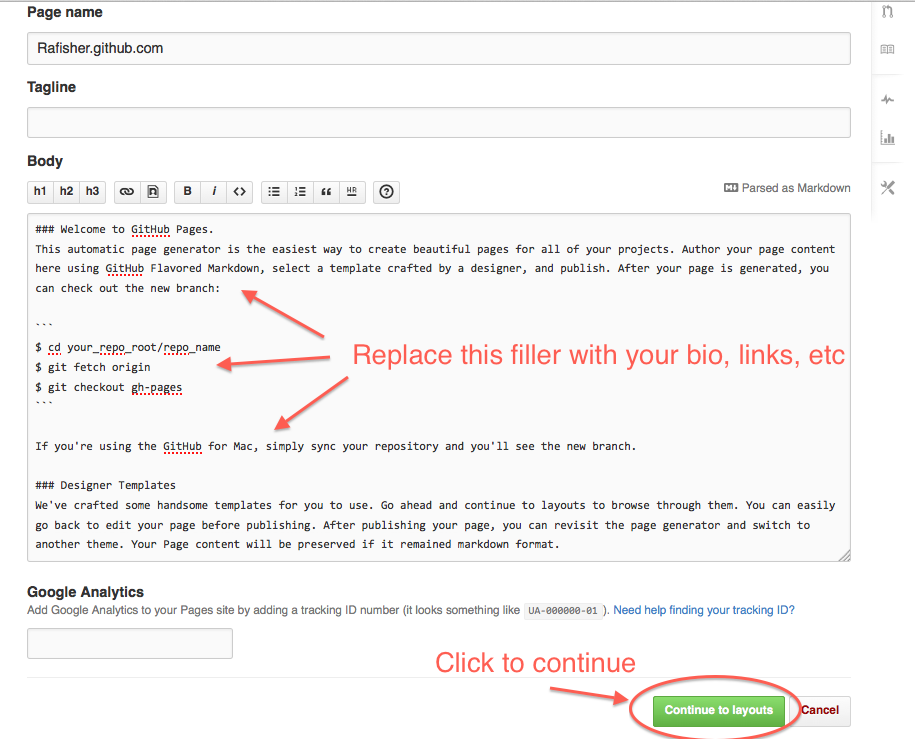 Page name
Rafisher.github.com
Tagline
Body
h1 h2 h3 B i <> “ HR ?
Parsed as Markdown
### Welcome to GitHub Pages.
This automatic page generator is the easiest way to create beautiful pages for all of your projects. Author your page content
here using GitHub Flavored Markdown, select a template crafted by a designer, and publish. After your page is generated, you
can check out the new branch:
```
$ cd your_repo_root/repo_name
Replace this filler with your bio, links, etc
$ git fetch origin
$ git checkout gh-pages
```
If you're using the GitHub for Mac, simply sync your repository and you'll see the new branch.
### Designer Templates
We've crafted some handsome templates for you to use. Go ahead and continue to layouts to browse through them. You can easily
go back to edit your page before publishing. After publishing your page, you can revisit the page generator and switch to
another theme. Your Page content will be preserved if it remained markdown format.
Google Analytics
Add Google Analytics to your Pages site by adding a tracking ID number (it looks something like UA-000000-01 ). Need help finding your tracking ID?
Click to continue
Continue to layouts Cancel